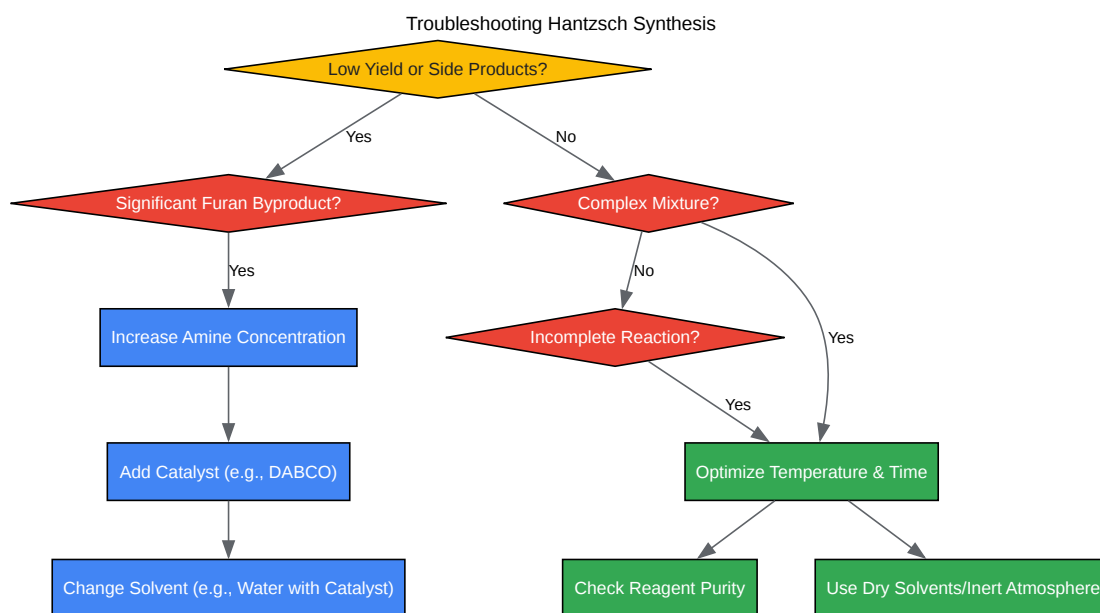 Troubleshooting Hantzsch Synthesis
Low Yield or Side Products?
Yes
No
Significant Furan Byproduct?
Complex Mixture?
Yes
No
Increase Amine Concentration
Incomplete Reaction?
Yes
Yes
Add Catalyst (e.g., DABCO)
Optimize Temperature & Time
Change Solvent (e.g., Water with Catalyst)
Check Reagent Purity
Use Dry Solvents/Inert Atmosphere